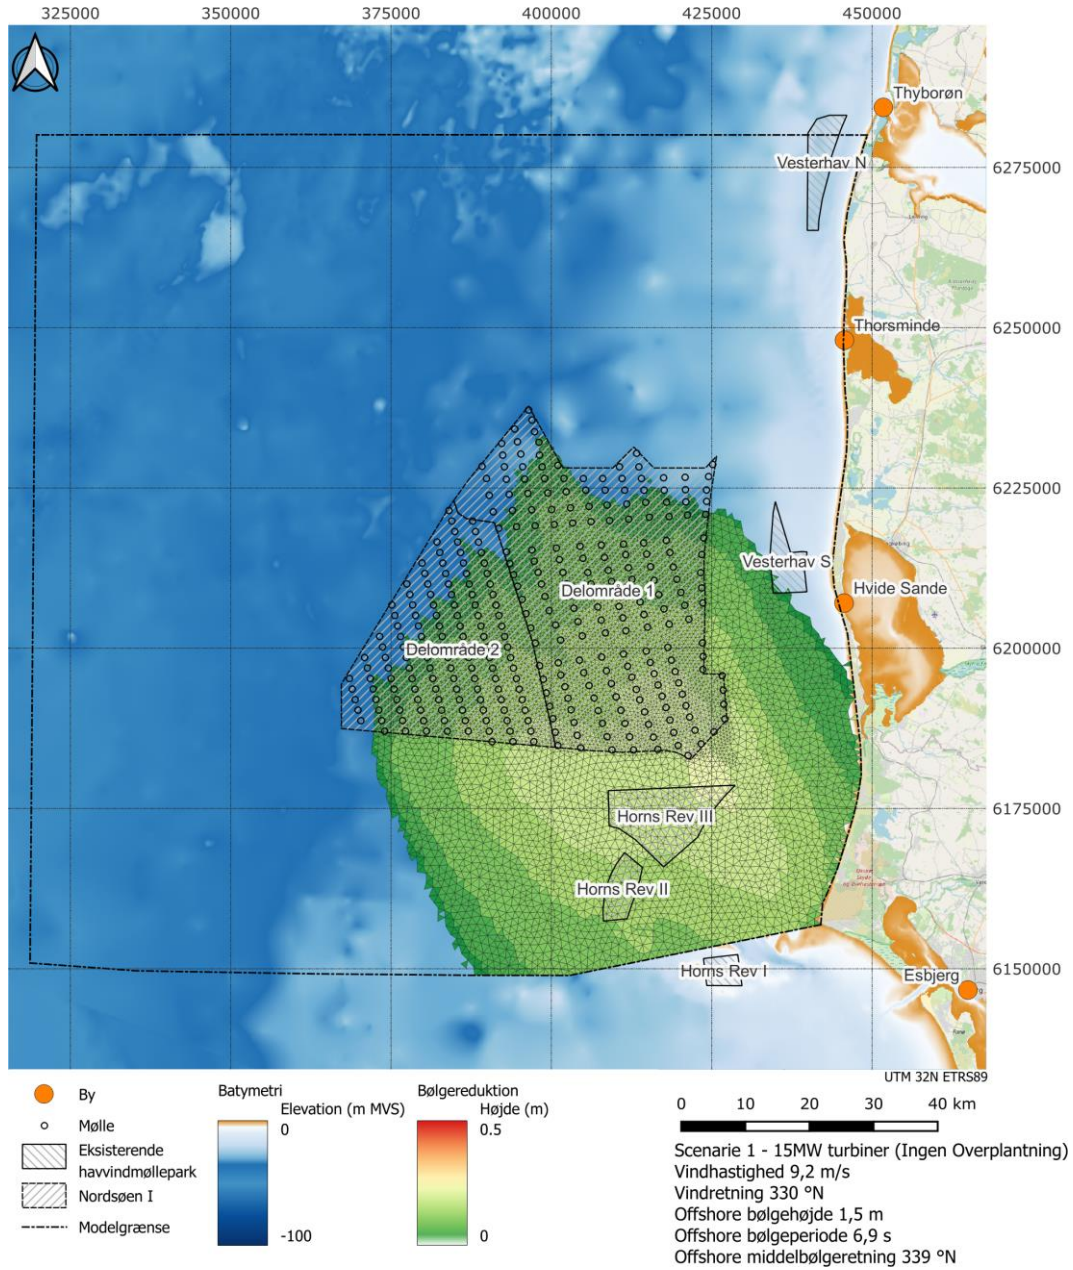 325000 350000 375000 400000 425000 450000
Thyborøn
Vesterhav N
6275000
Thorsminde
6250000
6225000
Vesterhav S
Delområde 1
Hvide Sande
Delområde 2
6200000
Horns Rev III
6175000
Horns Rev II
Horns Rev I
Esbjerg
6150000
UTM 32N ETRS89
By
Mølle
Eksisterende
havvindmøllepark
Nordsøen I
Modelgrænse
Batymetri
Elevation (m MVS)
0
-100
Bølgereduktion
Højde (m)
0.5
0
0 10 20 30 40 km
Scenarie 1 - 15MW turbiner (Ingen Overplantning)
Vindhastighed 9,2 m/s
Vindretning 330 °N
Offshore bølgehøjde 1,5 m
Offshore bølgeperiode 6,9 s
Offshore middelbølgeretning 339 °N